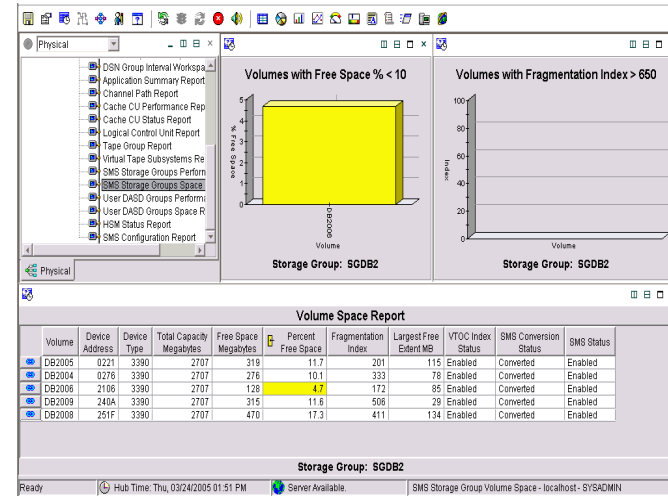 Physical
DSN Group Interval Workspa
Application Summary Report
Channel Path Report
Cache CU Performance Rep
Cache CU Status Report
Logical Control Unit Report
Tape Group Report
Virtual Tape Subsystems Re
SMS Storage Groups Perforn
SMS Storage Groups Space
User DASD Groups Performa
User DASD Groups Space R
HSM Status Report
SMS Configuration Report
Physical
Volumes with Free Space % < 10
5
4
3
2
1
% Free Space
DB2006
Volume
Storage Group: SGDB2
Volumes with Fragmentation Index > 650
100
80
60
40
20
0
Index
Volume
Storage Group: SGDB2
Volume Space Report
Volume Device Address Device Type Total Capacity Megabytes Free Space Megabytes Percent Free Space Fragmentation Index Largest Free Extent MB VTOC Index Status SMS Conversion Status SMS Status
DB2005 0221 3390 2707 319 11.7 201 115 Enabled Converted Enabled
DB2004 0276 3390 2707 276 10.1 333 78 Enabled Converted Enabled
DB2006 2106 3390 2707 128 4.7 172 85 Enabled Converted Enabled
DB2009 240A 3390 2707 315 11.6 506 29 Enabled Converted Enabled
DB2008 251F 3390 2707 470 17.3 411 134 Enabled Converted Enabled
Storage Group: SGDB2
Ready Hub Time: Thu, 03/24/2005 01:51 PM Server Available. SMS Storage Group Volume Space - localhost - SYSADMIN